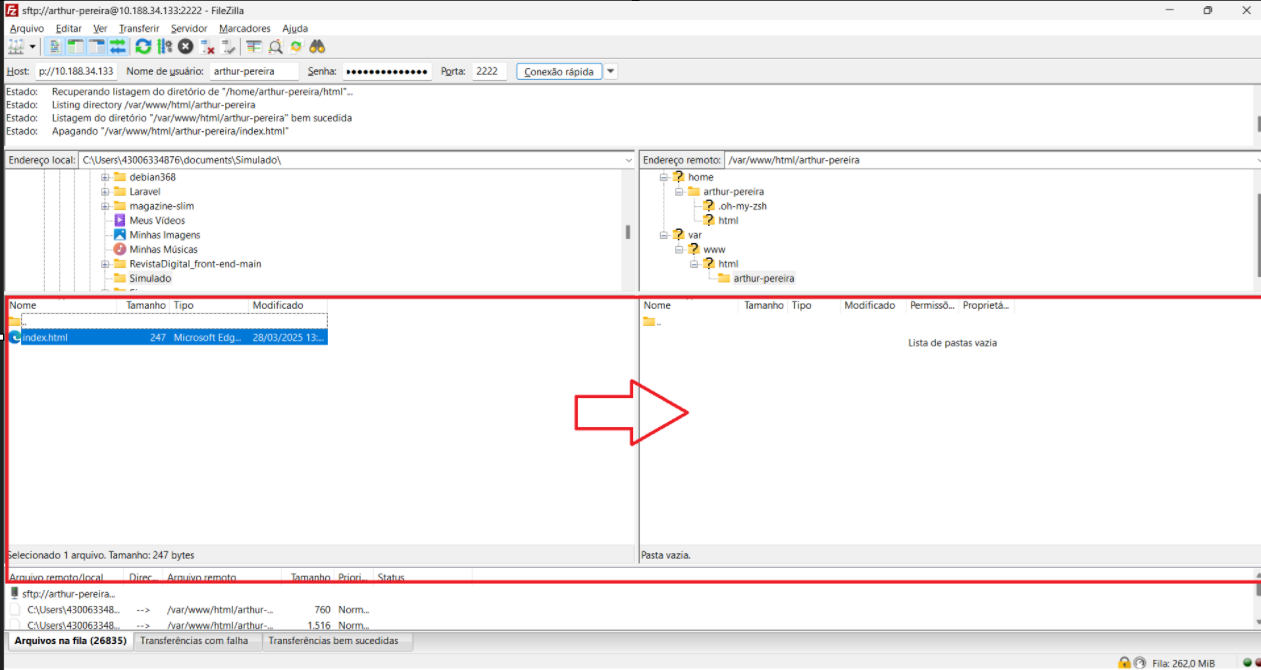 sftp://arthur-pereira@10.188.34.133:2222 - FileZilla
Arquivo Editar Ver Transferir Servidor Marcadores Ajuda
Host: p://10.188.34.133 Nome de usuário: arthur-pereira Senha: •••••••••••••• Porta: 2222 Conexão rápida
Estado: Recuperando listagem do diretório de "/home/arthur-pereira/html"...
Estado: Listing directory /var/www/html/arthur-pereira
Estado: Listagem do diretório "/var/www/html/arthur-pereira" bem sucedida
Estado: Apagando "/var/www/html/arthur-pereira/index.html"
Endereço local: C:\Users\43006334876\documents\Simulado\
debian368
Laravel
magazine-slim
Meus Vídeos
Minhas Imagens
Minhas Músicas
RevistaDigital_front-end-main
Simulado
Endereço remoto: /var/www/html/arthur-pereira
home
arthur-pereira
.oh-my-zsh
html
var
www
html
arthur-pereira
Nome Tamanho Tipo Modificado
..
index.html 247 Microsoft Edg... 28/03/2025 13:...
Selecionado 1 arquivo. Tamanho: 247 bytes
Nome Tamanho Tipo Modificado Permissõ... Proprietá...
..
Lista de pastas vazia
Pasta vazia.
Arquivo remoto/local Direc... Arquivo remoto Tamanho Priori... Status
sftp://arthur-pereira...
C:\Users\430063348... --> /var/www/html/arthur-... 760 Norm...
C:\Users\430063348... --> /var/www/html/arthur-... 1.516 Norm...
Arquivos na fila (26835) Transferências com falha Transferências bem sucedidas
Fila: 262,0 MiB